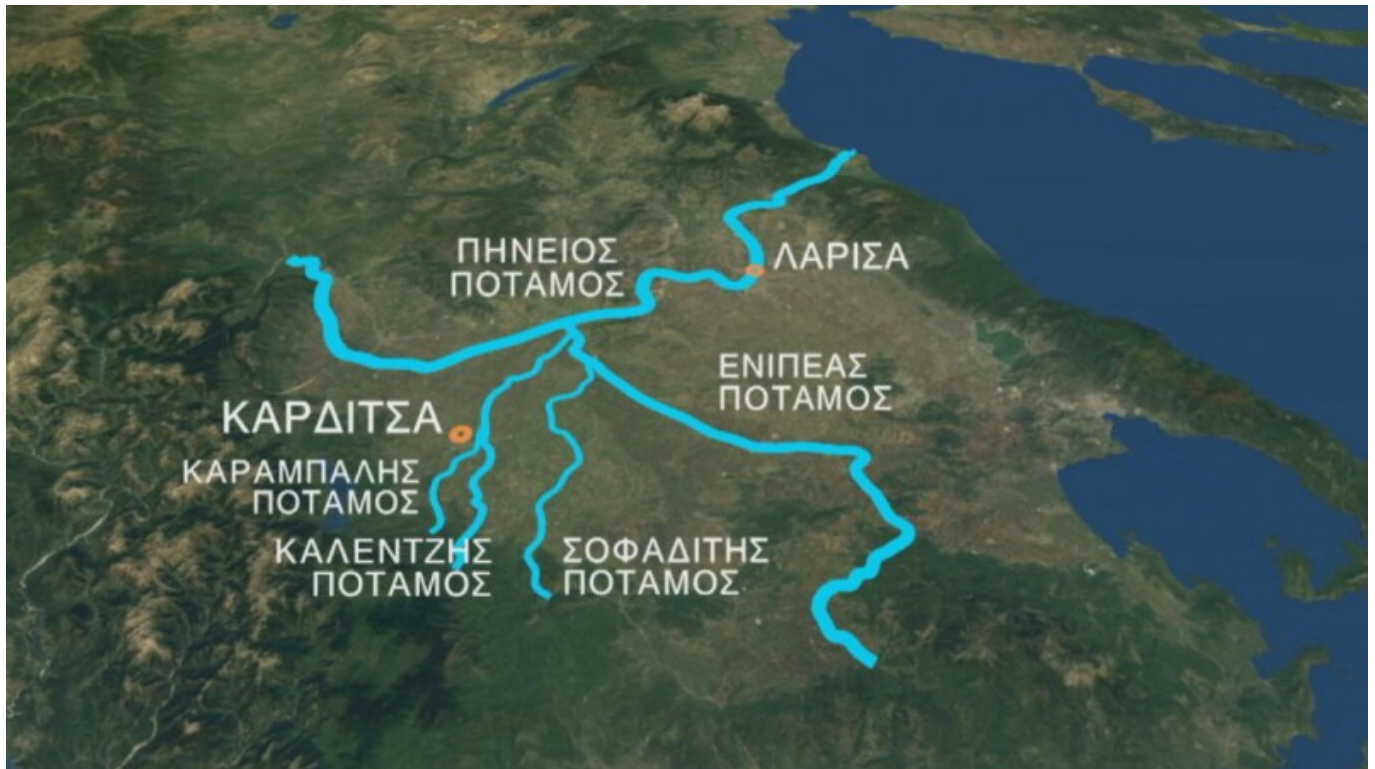 ΠΗΝΕΙΟΣ
ΠΟΤΑΜΟΣ
ΛΑΡΙΣΑ
ΕΝΙΠΕΑΣ
ΠΟΤΑΜΟΣ
ΚΑΡΔΙΤΣΑ
ΚΑΡΑΜΠΑΛΗΣ
ΠΟΤΑΜΟΣ
ΚΑΛΕΝΤΖΗΣ
ΠΟΤΑΜΟΣ
ΣΟΦΑΔΙΤΗΣ
ΠΟΤΑΜΟΣ